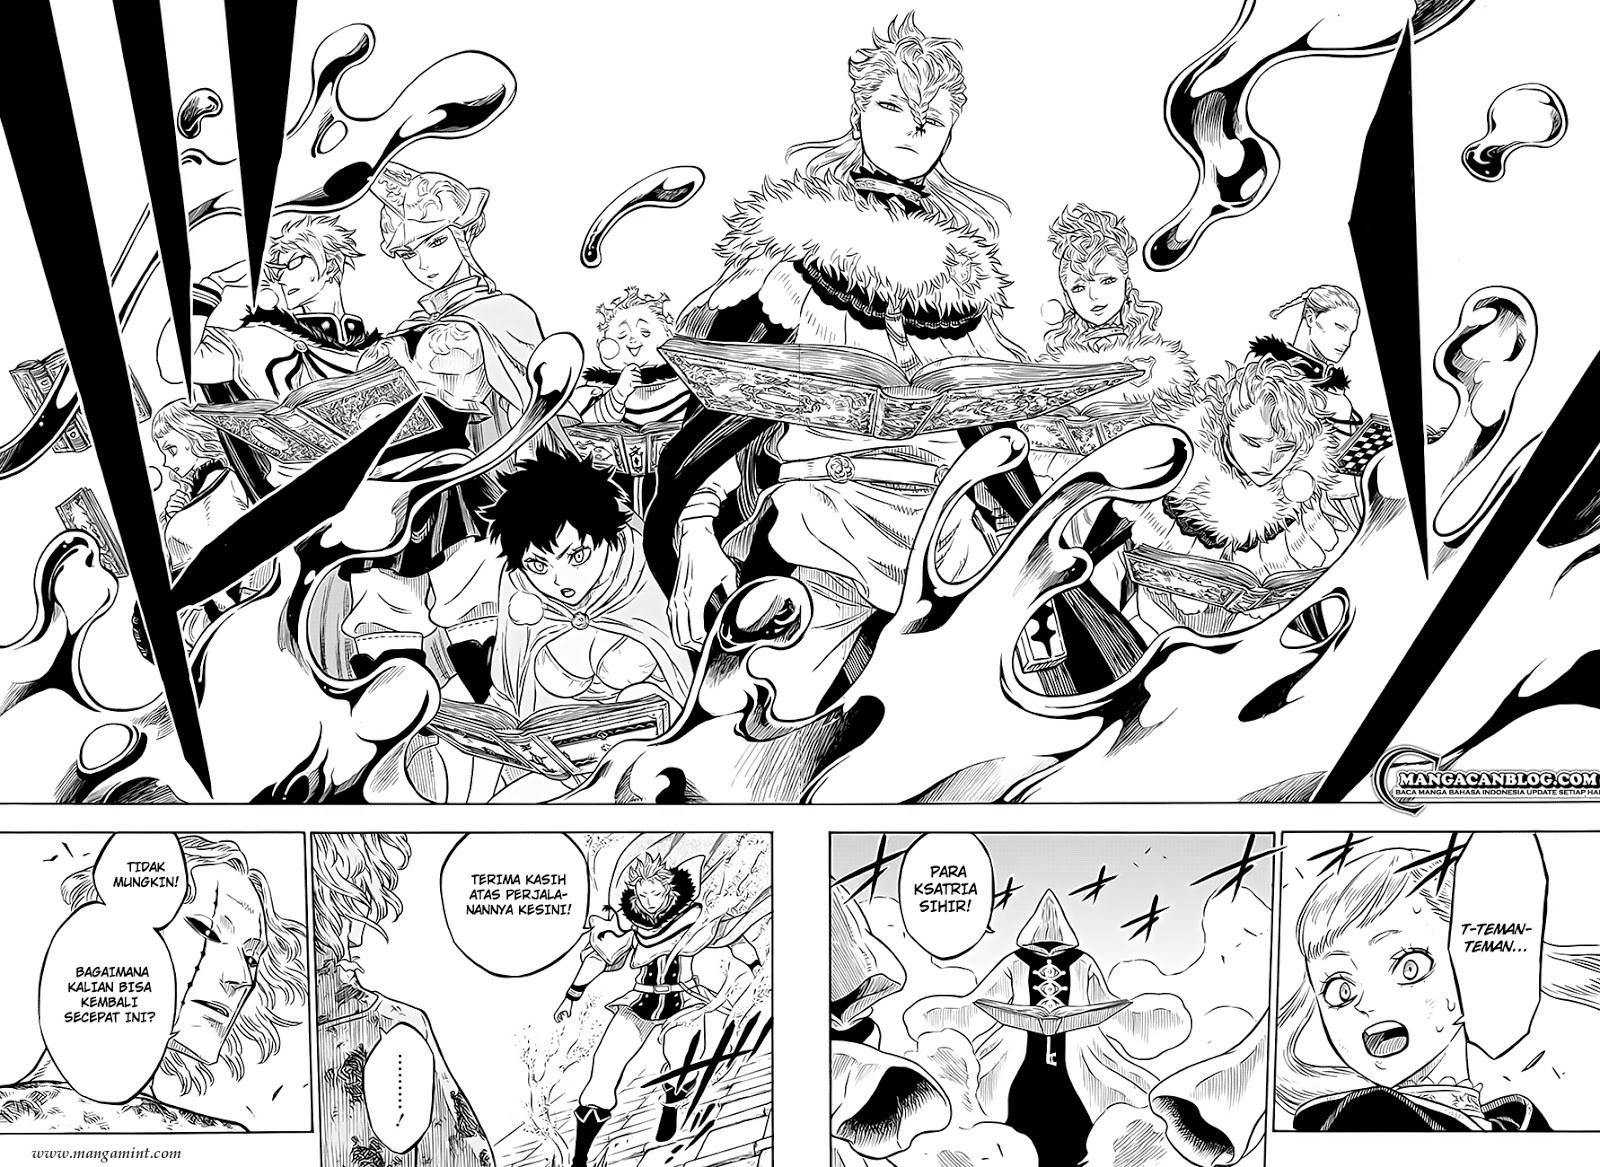 MANGACANBLOG.COM
BACA MANGA BAHASA INDONESIA UPDATE SETIAP HA
T-TEMAN-
TEMAN...
PARA
KSATRIA
SIHIR!
TERIMA KASIH
ATAS PERJALA-
NANNYA KESINI!
........!
TIDAK
MUNGKIN!
BAGAIMANA
KALIAN BISA
KEMBALI
SECEPAT INI?
www.mangamint.com